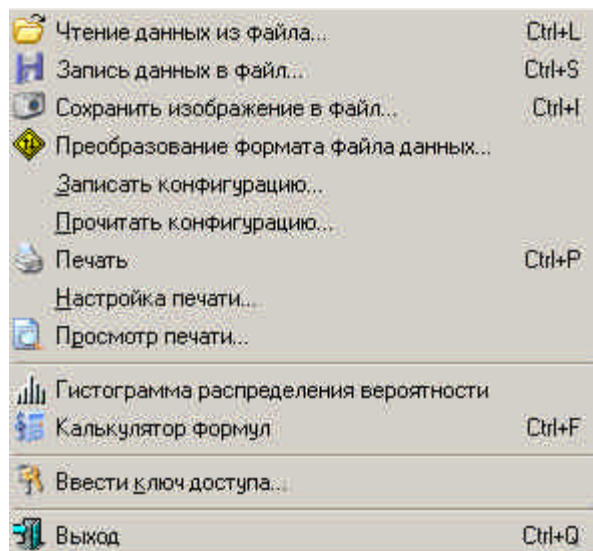 Чтение данных из файла... Ctrl+L
Запись данных в файл... Ctrl+S
Сохранить изображение в файл... Ctrl+I
Преобразование формата файла данных...
Записать конфигурацию...
Прочитать конфигурацию...
Печать Ctrl+P
Настройка печати...
Просмотр печати...
Гистограмма распределения вероятности
Калькулятор формул Ctrl+F
Ввести ключ доступа...
Выход Ctrl+Q